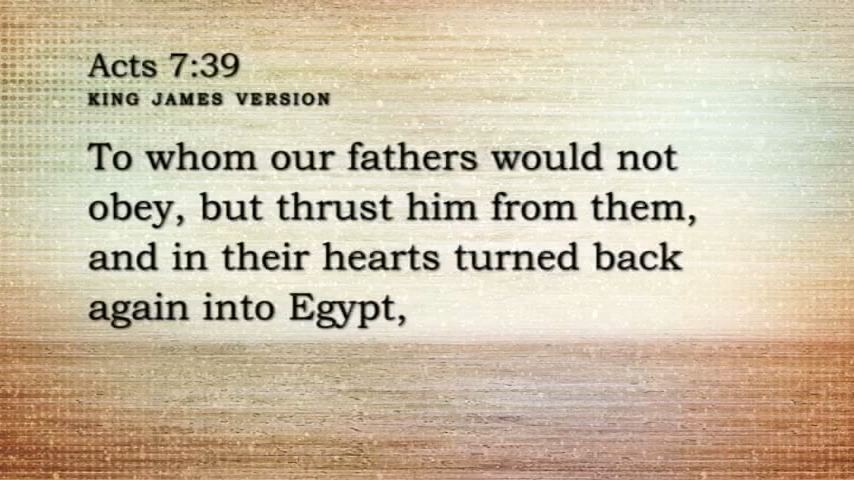 Acts 7:39
KING JAMES VERSION
To whom our fathers would not
obey, but thrust him from them,
and in their hearts turned back
again into Egypt,